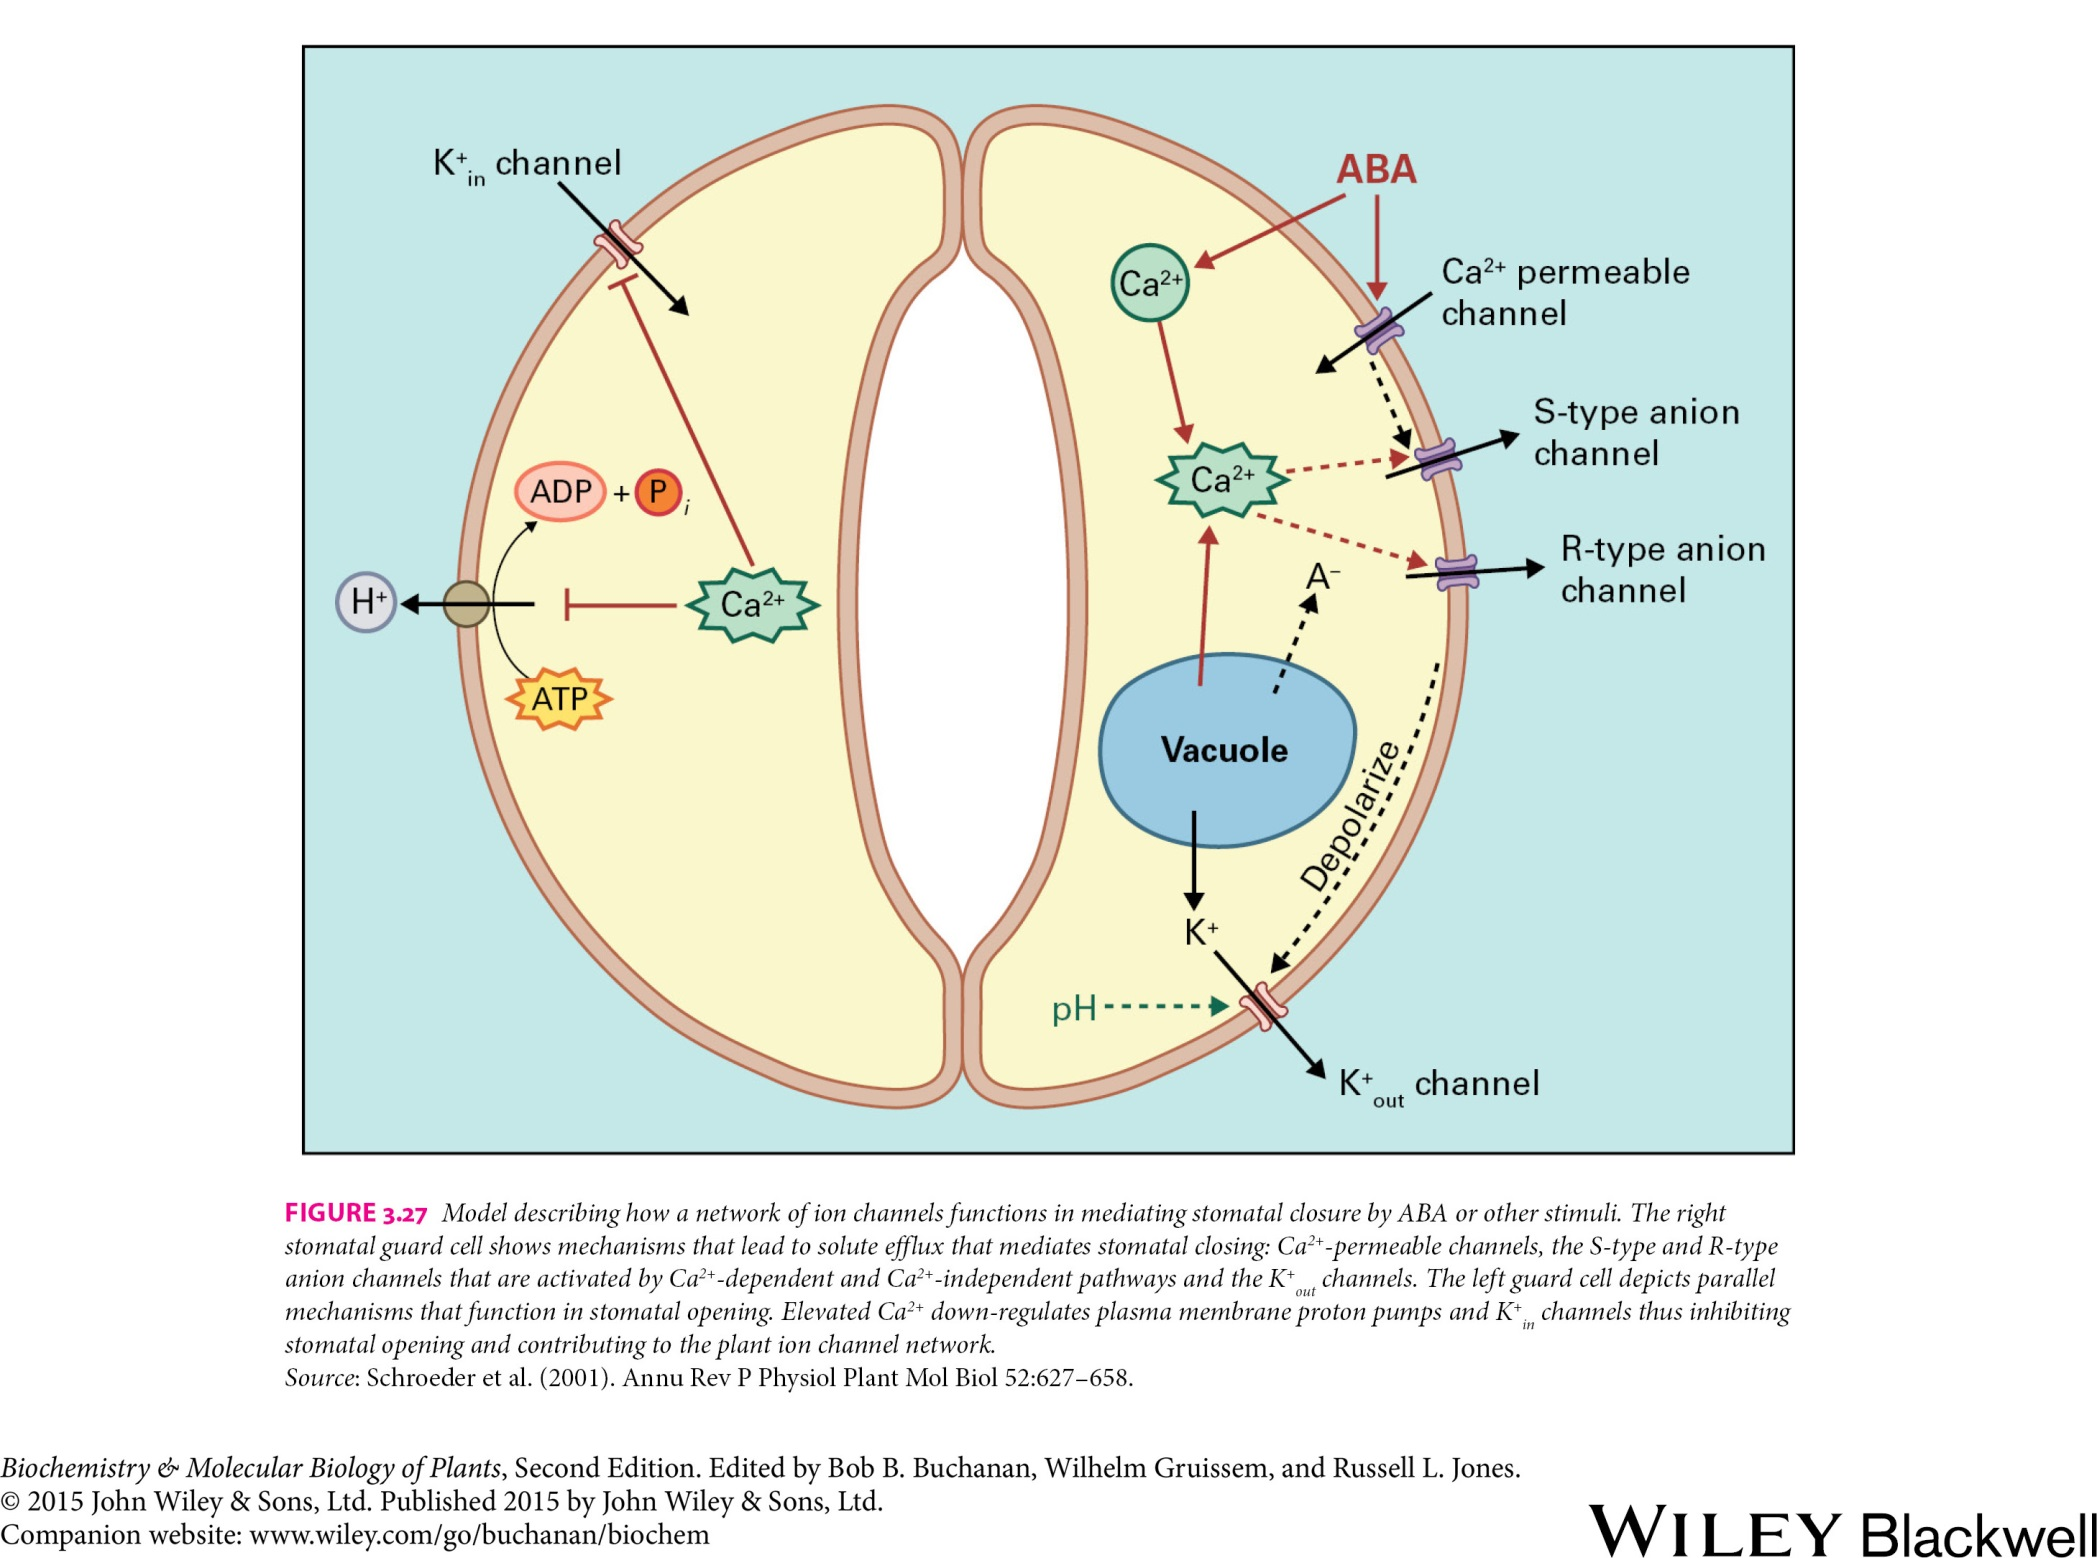 K⁺in channel
ABA
Ca²⁺
Ca²⁺ permeable
channel
S-type anion
channel
Ca²⁺
ADP + P i
R-type anion
channel
A⁻
H⁺
Ca²⁺
ATP
Vacuole
Depolarize
K⁺
pH
K⁺out channel
FIGURE 3.27 Model describing how a network of ion channels functions in mediating stomatal closure by ABA or other stimuli. The right
stomatal guard cell shows mechanisms that lead to solute efflux that mediates stomatal closing: Ca²⁺-permeable channels, the S-type and R-type
anion channels that are activated by Ca²⁺-dependent and Ca²⁺-independent pathways and the K⁺out channels. The left guard cell depicts parallel
mechanisms that function in stomatal opening. Elevated Ca²⁺ down-regulates plasma membrane proton pumps and K⁺in channels thus inhibiting
stomatal opening and contributing to the plant ion channel network.
Source: Schroeder et al. (2001). Annu Rev P Physiol Plant Mol Biol 52:627–658.
Biochemistry & Molecular Biology of Plants, Second Edition. Edited by Bob B. Buchanan, Wilhelm Gruissem, and Russell L. Jones.
© 2015 John Wiley & Sons, Ltd. Published 2015 by John Wiley & Sons, Ltd.
Companion website: www.wiley.com/go/buchanan/biochem
WILEY Blackwell